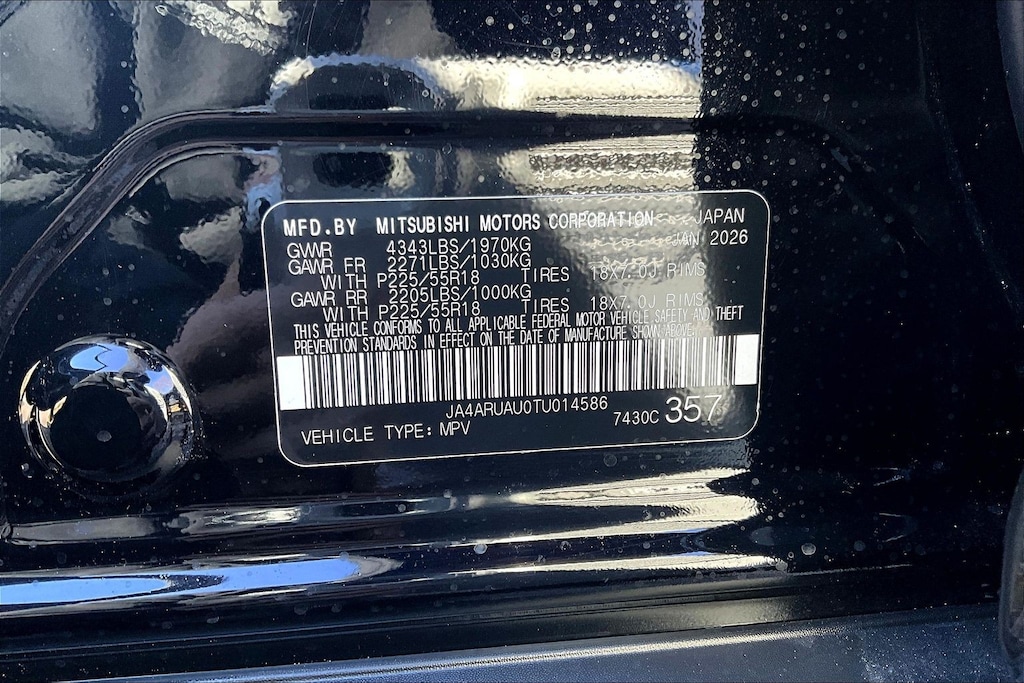 MFD.BY MITSUBISHI MOTORS CORPORATION JAPAN
GVWR 4343LBS/1970KG JAN 2026
GAWR FR 2271LBS/1030KG
WITH P225/55R18 TIRES 18X7.0J RIMS
GAWR RR 2205LBS/1000KG
WITH P225/55R18 TIRES 18X7.0J RIMS
THIS VEHICLE CONFORMS TO ALL APPLICABLE FEDERAL MOTOR VEHICLE SAFETY AND THEFT
PREVENTION STANDARDS IN EFFECT ON THE DATE OF MANUFACTURE SHOWN ABOVE.
JA4ARUAU0TU014586
VEHICLE TYPE: MPV 7430C 357